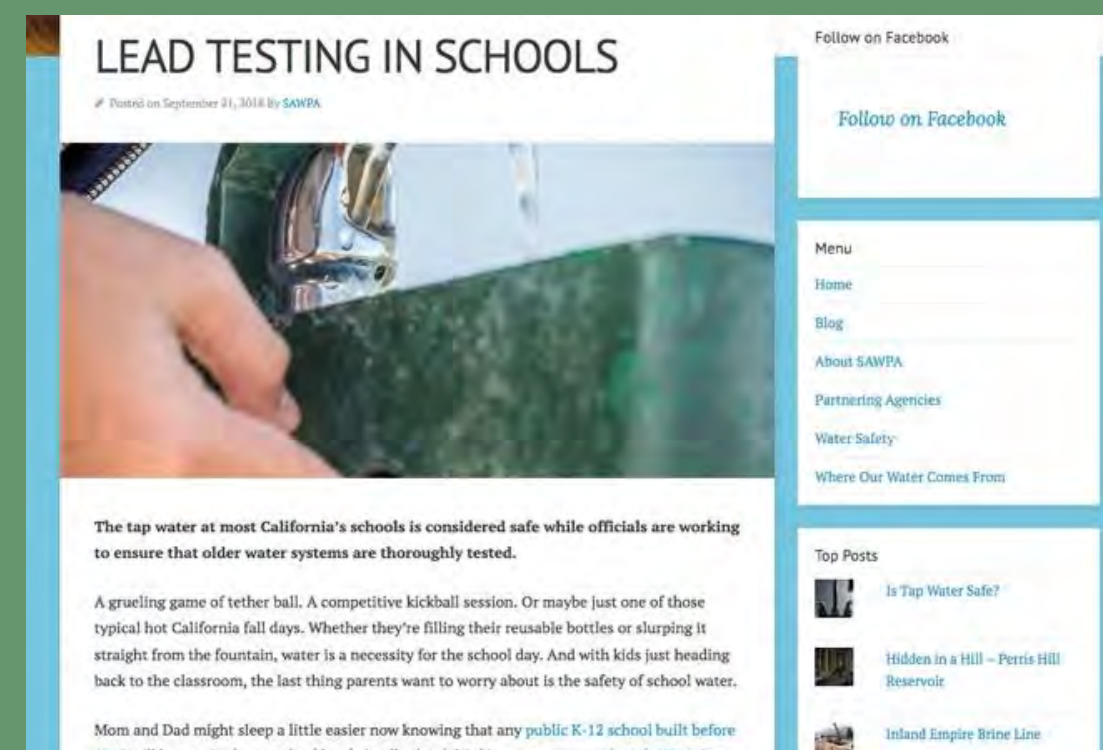 LEAD TESTING IN SCHOOLS
Posted on September 21, 2018 By SAWPA
The tap water at most California's schools is considered safe while officials are working
to ensure that older water systems are thoroughly tested.
A grueling game of tether ball. A competitive kickball session. Or maybe just one of those
typical hot California fall days. Whether they're filling their reusable bottles or slurping it
straight from the fountain, water is a necessity for the school day. And with kids just heading
back to the classroom, the last thing parents want to worry about is the safety of school water.
Mom and Dad might sleep a little easier now knowing that any public K-12 school built before
Follow on Facebook
Follow on Facebook
Menu
Home
Blog
About SAWPA
Partnering Agencies
Water Safety
Where Our Water Comes From
Top Posts
Is Tap Water Safe?
Hidden in a Hill – Perris Hill
Reservoir
Inland Empire Brine Line